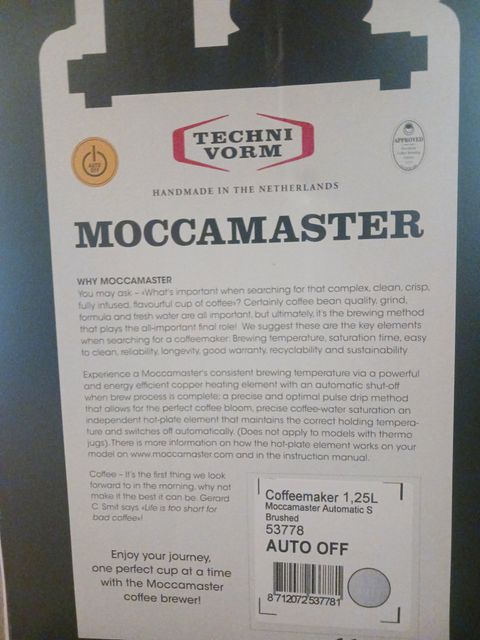 AUTO
OFF
TECHNI
VORM
APPROVED
HANDMADE IN THE NETHERLANDS
MOCCAMASTER
WHY MOCCAMASTER
You may ask – «What's important when searching for that complex, clean, crisp,
fully infused, flavourful cup of coffee»? Certainly coffee bean quality, grind,
formula and fresh water are all important, but ultimately, it's the brewing method
that plays the all-important final role! We suggest these are the key elements
when searching for a coffeemaker: Brewing temperature, saturation time, easy
to clean, reliability, longevity, good warranty, recyclability and sustainability
Experience a Moccamaster's consistent brewing temperature via a powerful
and energy efficient copper heating element with an automatic shut-off
when brew process is complete; a precise and optimal pulse drip method
that allows for the perfect coffee bloom, precise coffee-water saturation an
independent hot-plate element that maintains the correct holding tempera-
ture and switches off automatically. (Does not apply to models with thermo
jugs). There is more information on how the hot-plate element works on your
model on www.moccamaster.com and in the instruction manual.
Coffee – It's the first thing we look
forward to in the morning, why not
make it the best it can be. Gerard
C. Smit says «Life is too short for
bad coffee»!
Enjoy your journey,
one perfect cup at a time
with the Moccamaster
coffee brewer!
Coffeemaker 1,25L
Moccamaster Automatic S
Brushed
53778
AUTO OFF
8 712072 537781